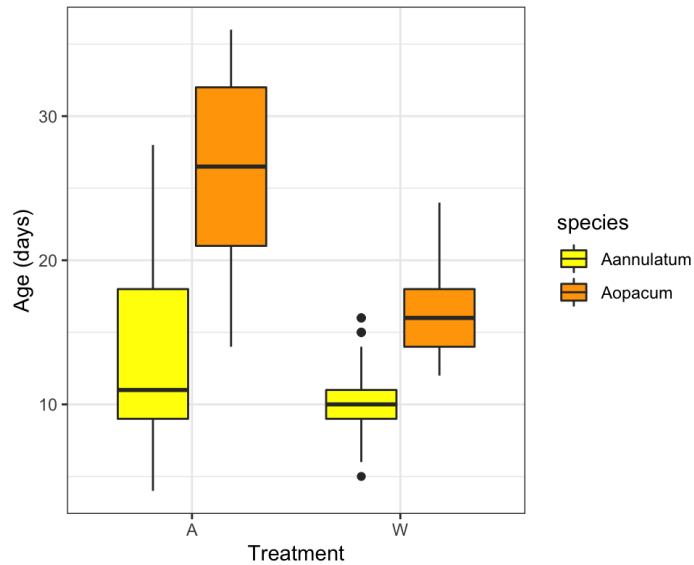 Age (days)
30
20
10
A
W
Treatment
species
Aannulatum
Aopacum